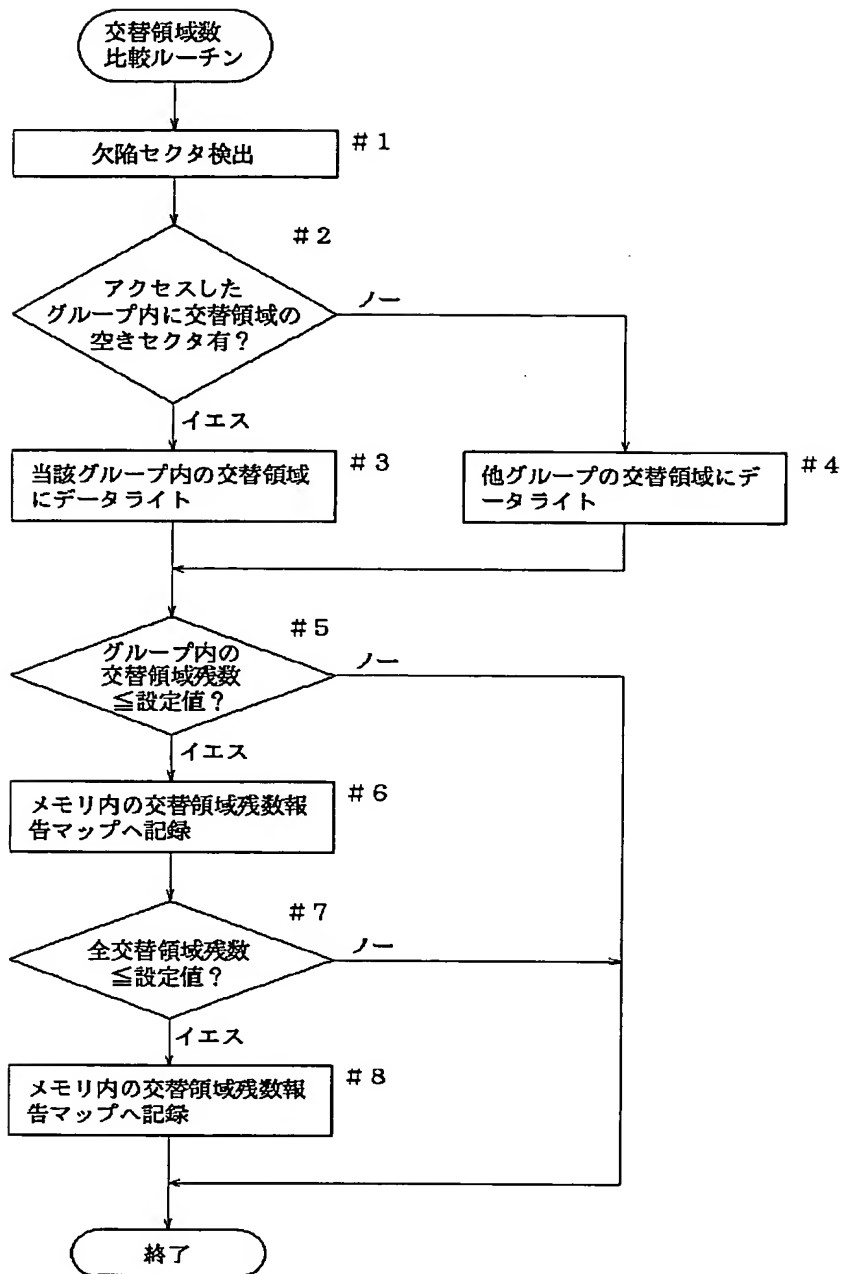 交替領域数
比較ルーチン
欠陥セクタ検出
#1
#2
アクセスした
グループ内に交替領域の
空きセクタ有?
ノー
イエス
当該グループ内の交替領域
にデータライト
#3
他グループの交替領域にデ
ータライト
#4
#5
グループ内の
交替領域残数
≦設定値?
ノー
イエス
メモリ内の交替領域残数報
告マップへ記録
#6
#7
全交替領域残数
≦設定値?
ノー
イエス
メモリ内の交替領域残数報
告マップへ記録
#8
終了